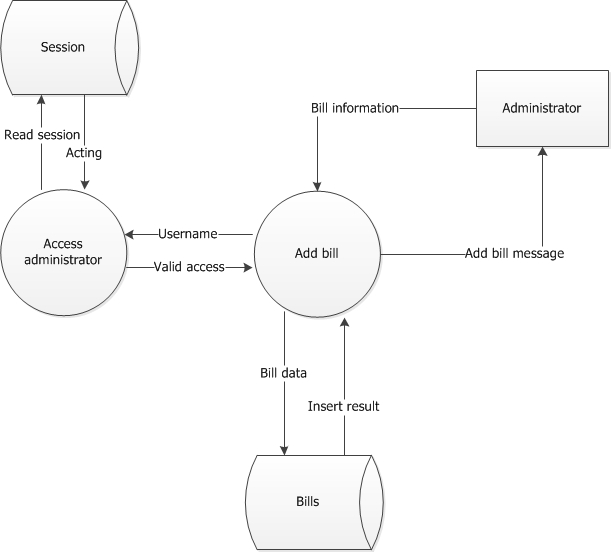 Session
Administrator
Bill information
Read session
Acting
Access
administrator
Username
Valid access
Add bill
Add bill message
Bill data
Insert result
Bills